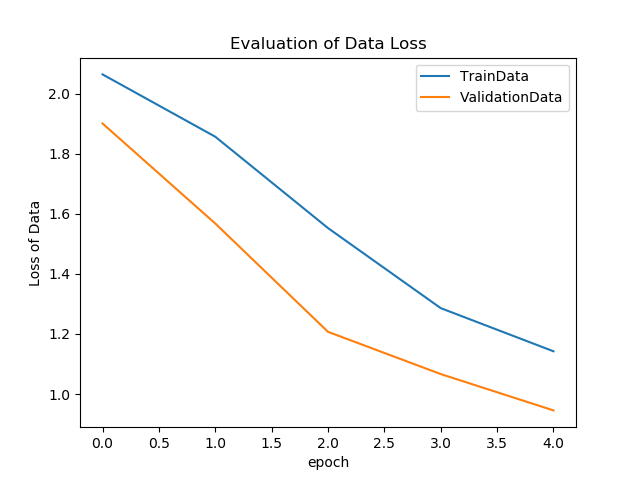 Evaluation of Data Loss
TrainData
ValidationData
Loss of Data
2.0
1.8
1.6
1.4
1.2
1.0
0.0 0.5 1.0 1.5 2.0 2.5 3.0 3.5 4.0
epoch